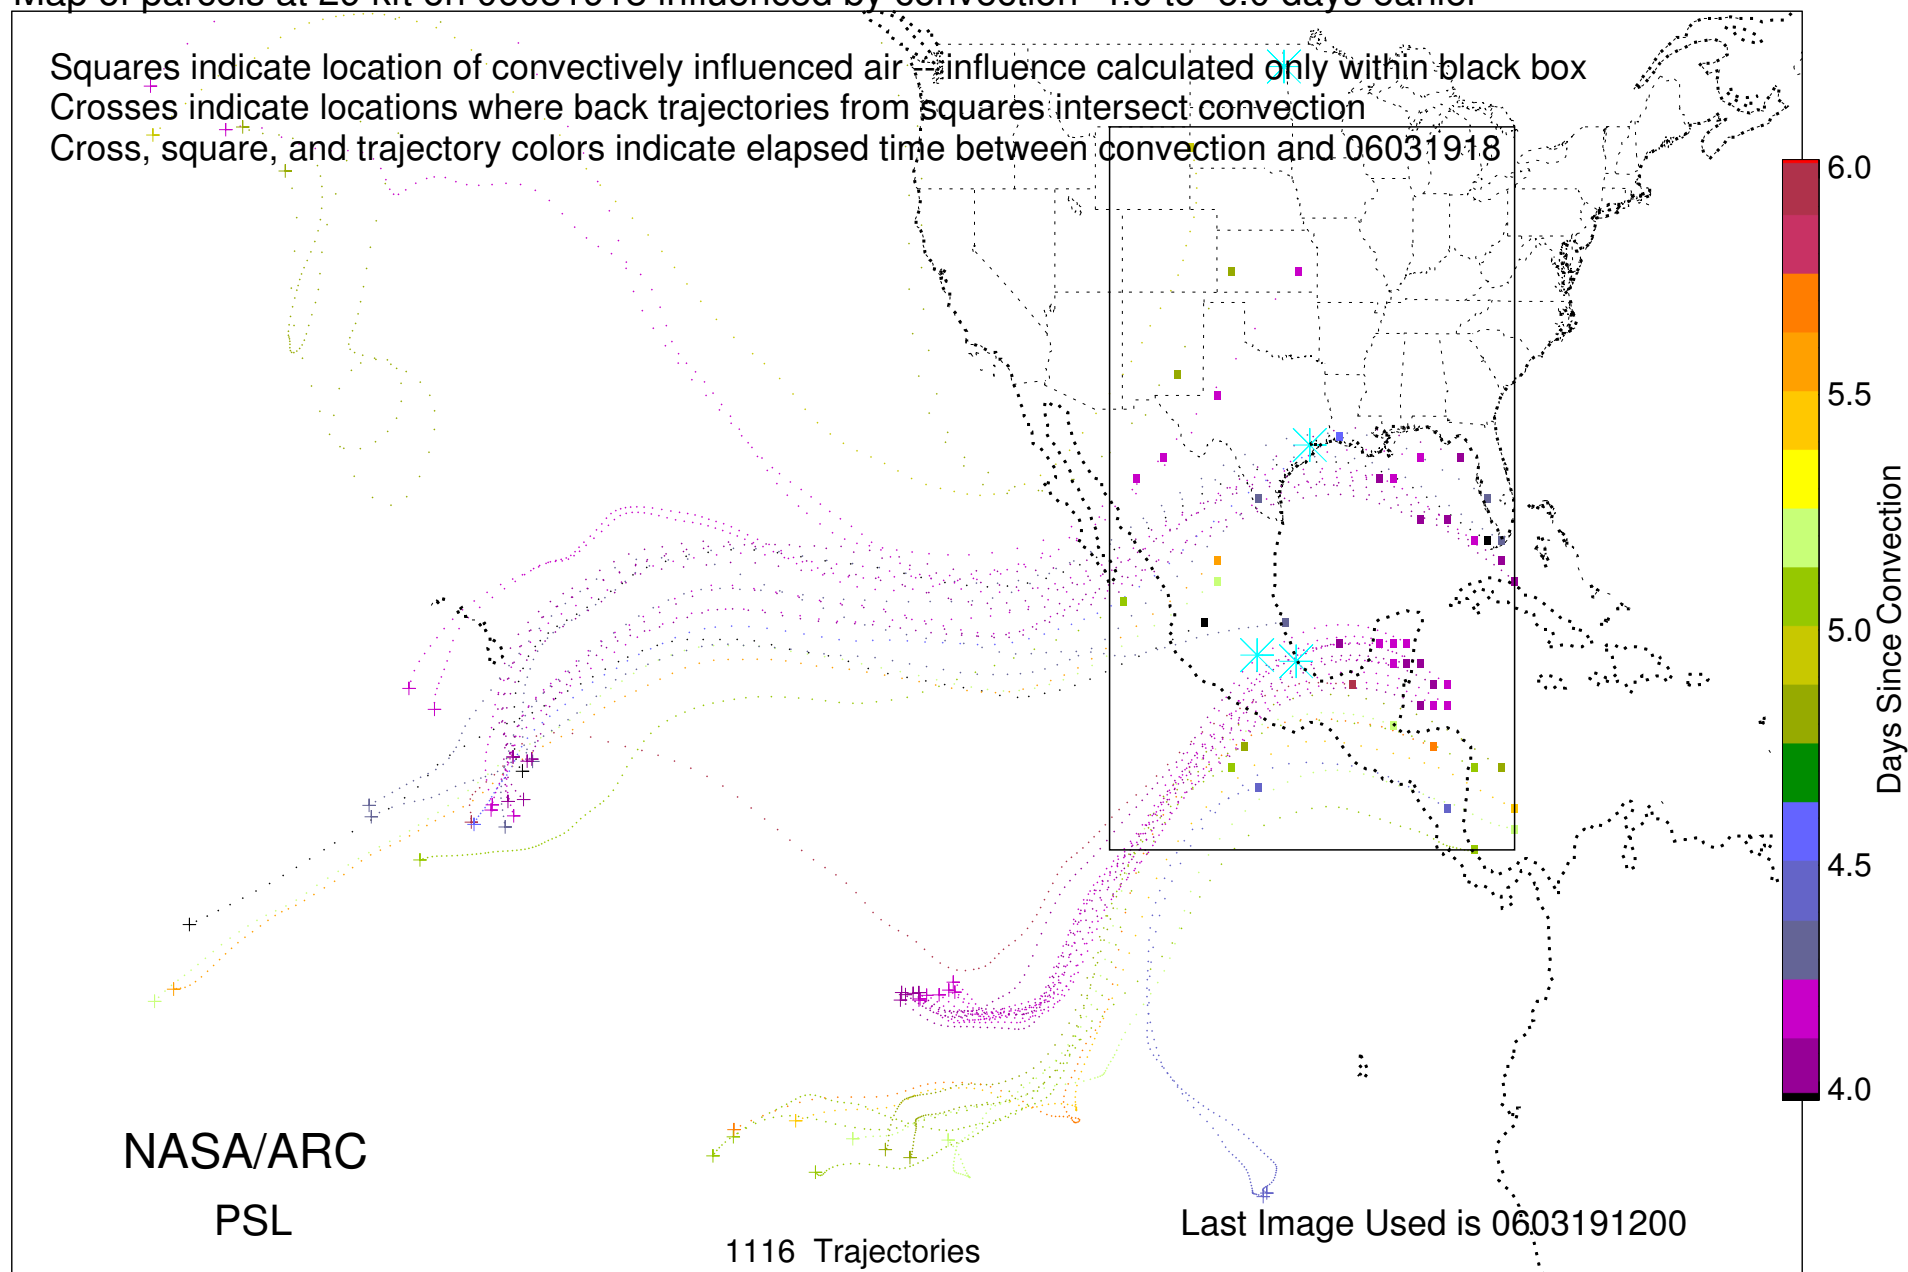 Squares indicate location of convectively influenced air -- influence calculated only within black box
Crosses indicate locations where back trajectories from squares intersect convection
Cross, square, and trajectory colors indicate elapsed time between convection and 06031918
6.0
5.5
5.0
4.5
4.0
Days Since Convection
NASA/ARC
PSL
Last Image Used is 0603191200
1116 Trajectories